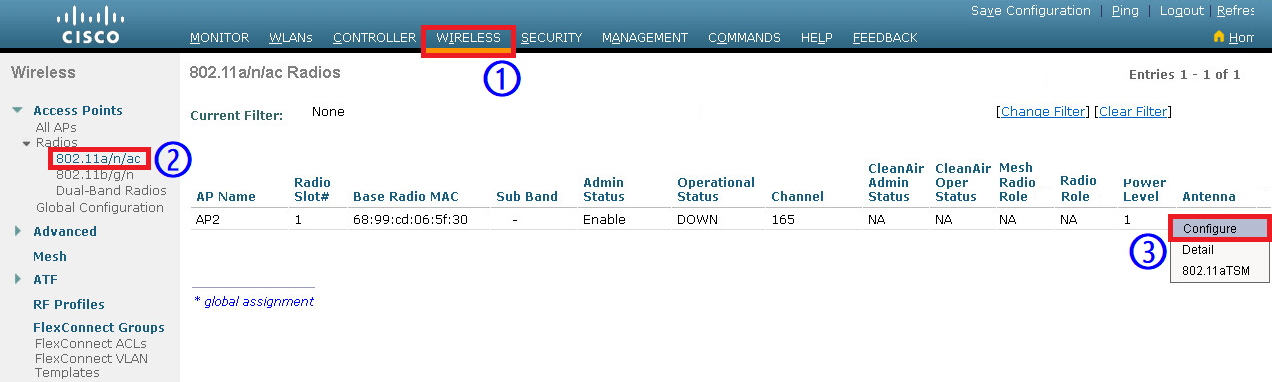 Save Configuration | Ping | Logout | Refres
CISCO
MONITOR WLANs CONTROLLER WIRELESS SECURITY MANAGEMENT COMMANDS HELP FEEDBACK
Hom
1
Wireless
Access Points
All APs
Radios
802.11a/n/ac
2
802.11b/g/n
Dual-Band Radios
Global Configuration
Advanced
Mesh
ATF
RF Profiles
FlexConnect Groups
FlexConnect ACLs
FlexConnect VLAN
Templates
802.11a/n/ac Radios
Entries 1 - 1 of 1
Current Filter: None [Change Filter] [Clear Filter]
AP Name Radio Slot# Base Radio MAC Sub Band Admin Status Operational Status Channel CleanAir Admin Status CleanAir Oper Status Mesh Radio Role Radio Role Power Level Antenna
AP2 1 68:99:cd:06:5f:30 - Enable DOWN 165 NA NA NA NA 1
Configure
3
Detail
802.11aTSM
* global assignment